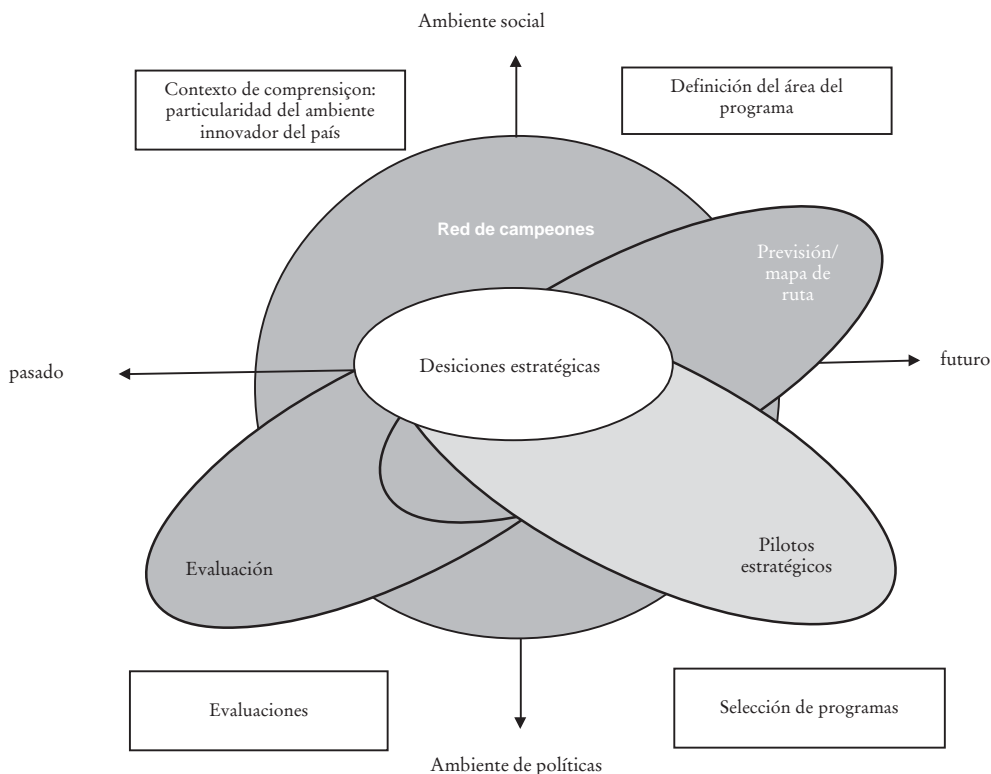 Ambiente social
Contexto de comprensiçon:
particularidad del ambiente
innovador del país
Definición del área del
programa
Red de campeones
Previsión/
mapa de
ruta
Desiciones estratégicas
pasado
futuro
Evaluación
Pilotos
estratégicos
Evaluaciones
Selección de programas
Ambiente de políticas